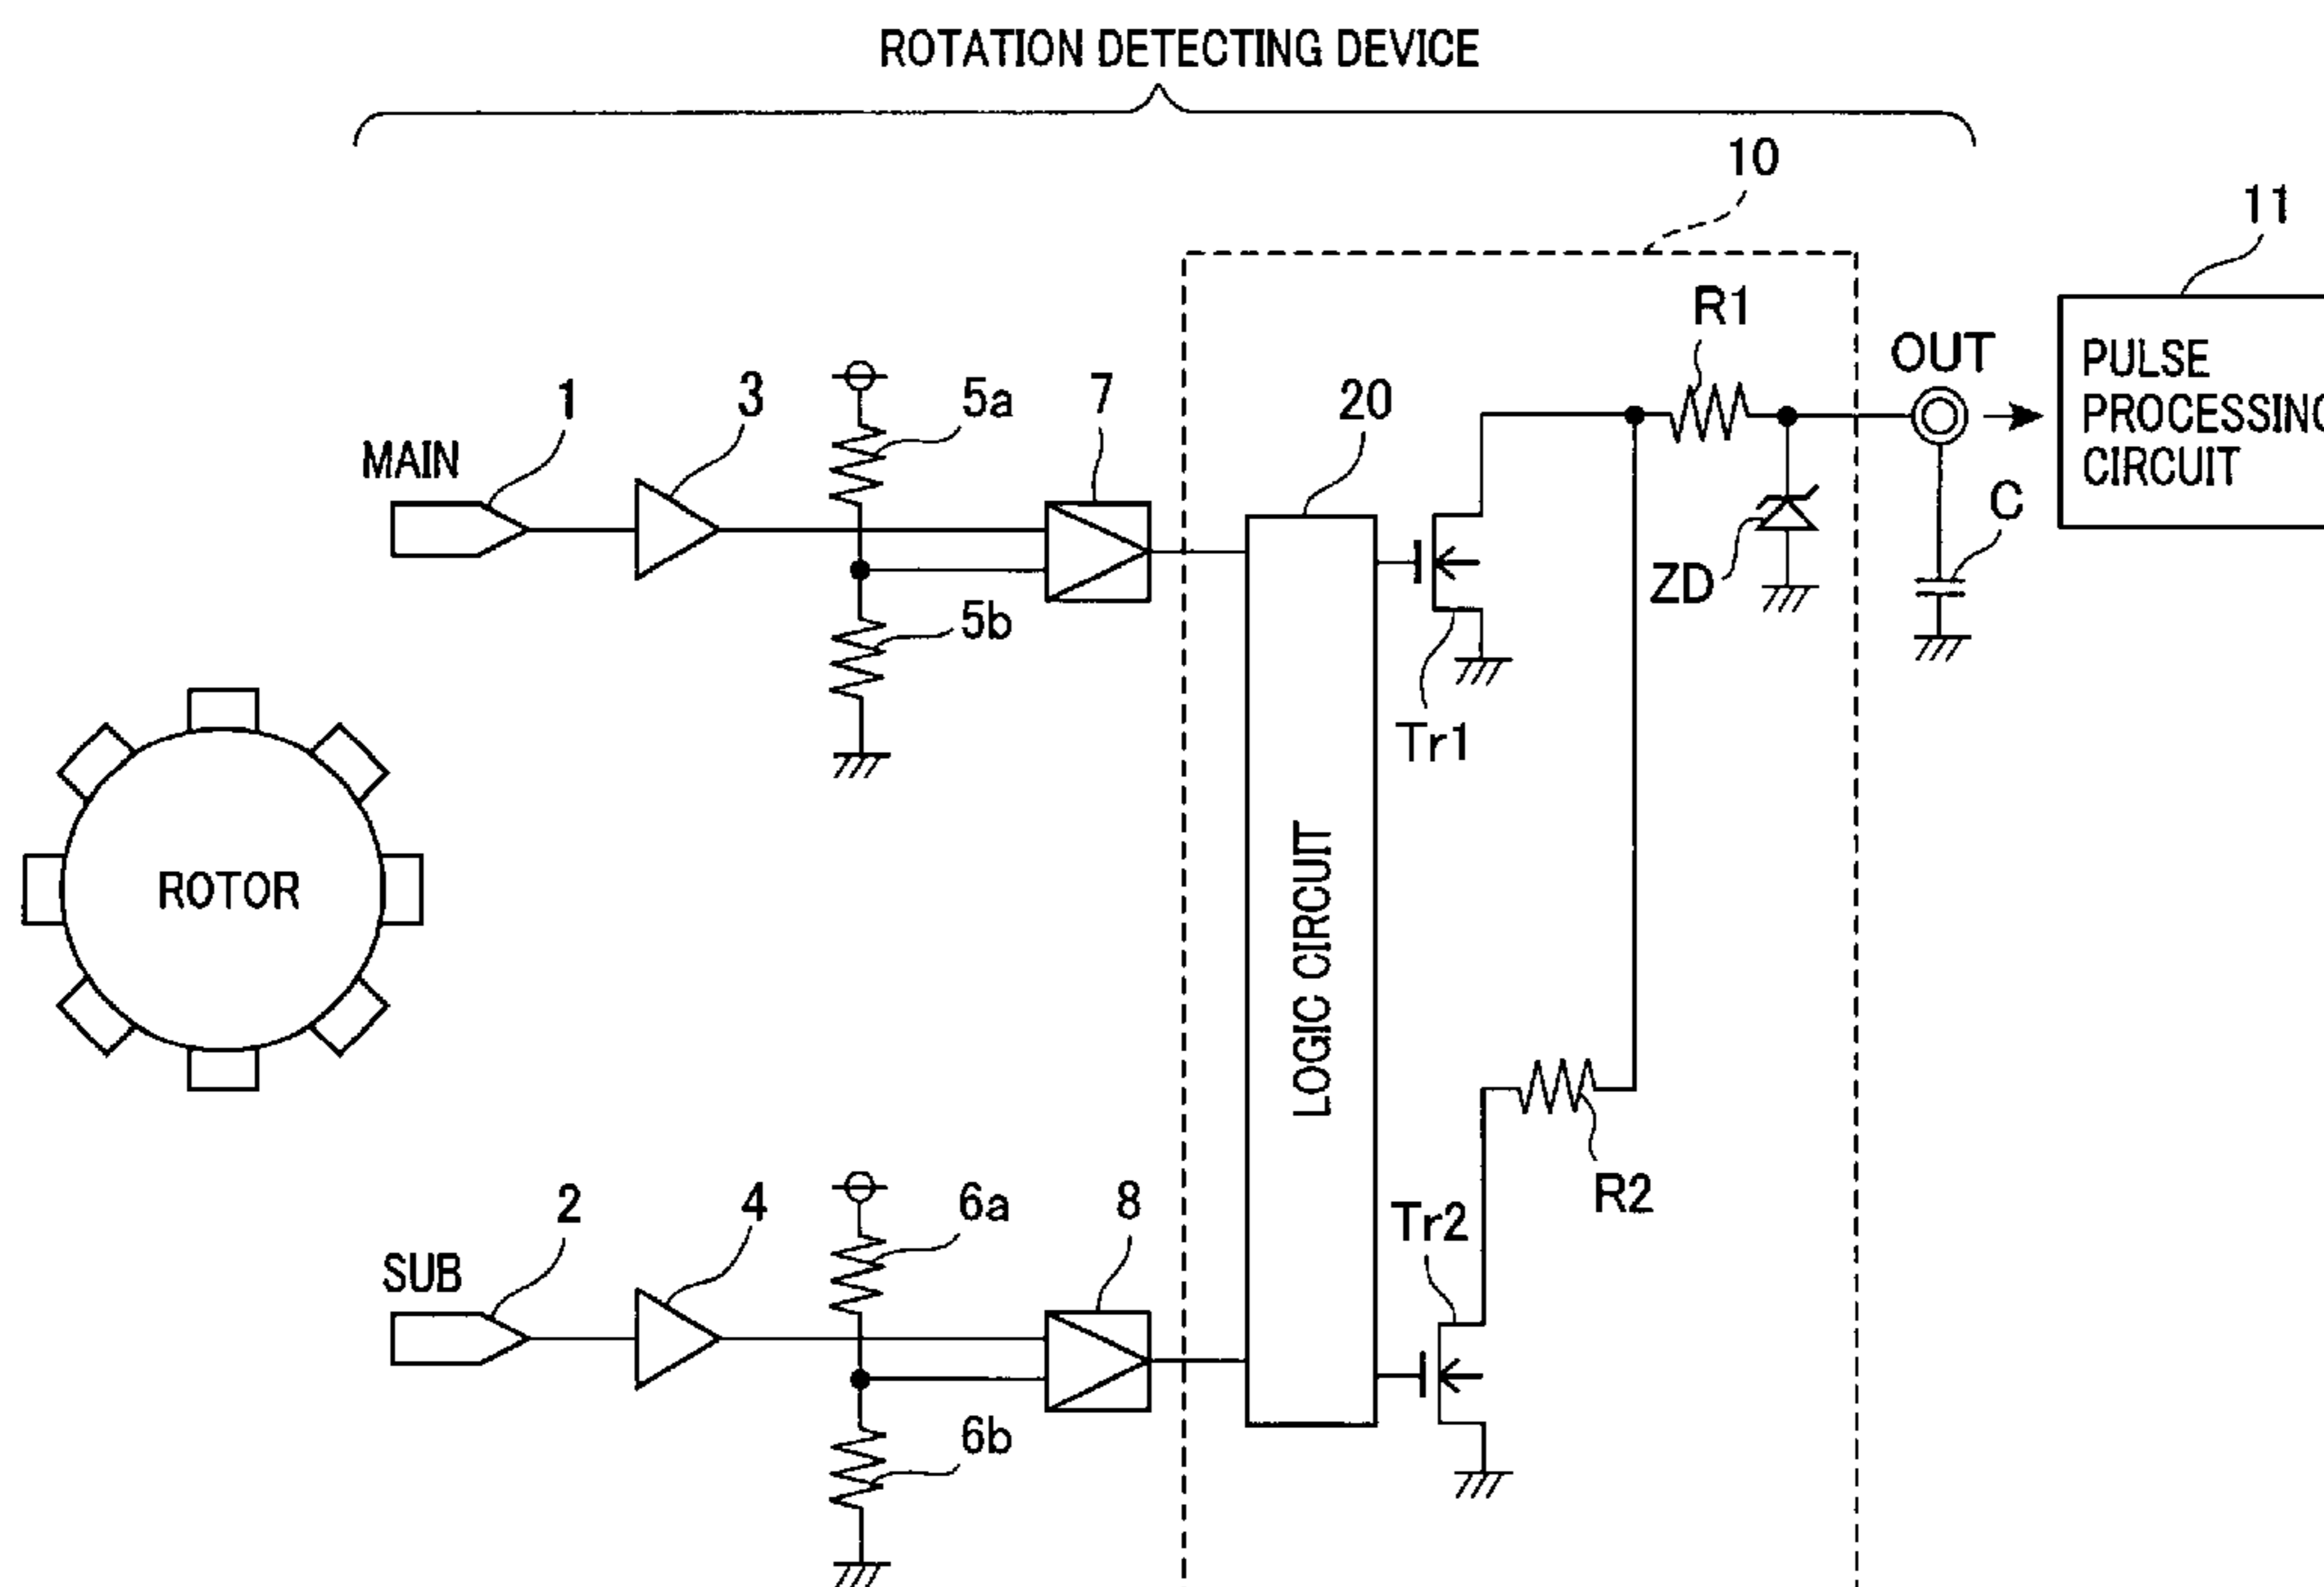 ROTATION DETECTING DEVICE
10
11
R1
OUT
PULSE
PROCESSING
CIRCUIT
1
3
5a
7
20
MAIN
C
ZD
5b
Tr1
ROTOR
LOGIC CIRCUIT
R2
2
4
6a
8
Tr2
SUB
6b